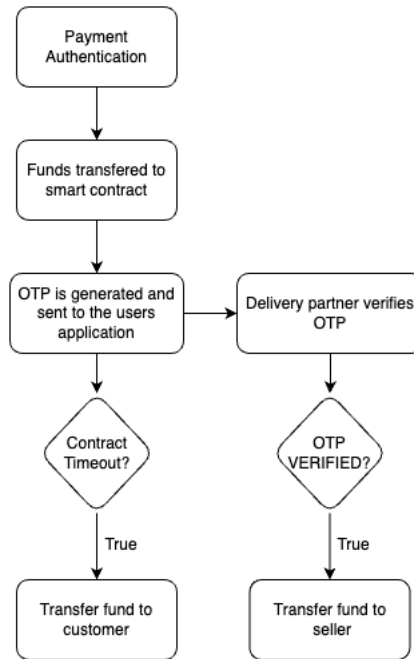 Payment
Authentication
Funds transfered to
smart contract
OTP is generated and
sent to the users
application
Delivery partner verifies
OTP
Contract
Timeout?
OTP
VERIFIED?
True
True
Transfer fund to
customer
Transfer fund to
seller